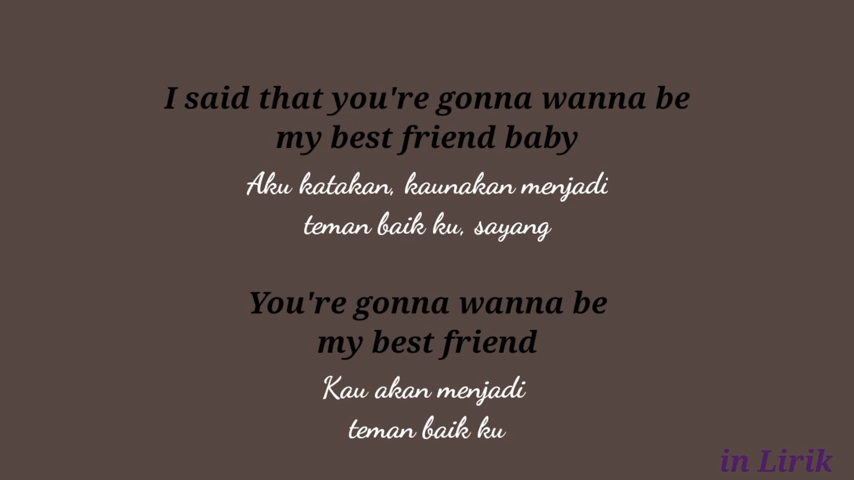 I said that you're gonna wanna be
my best friend baby
Aku katakan, kaunakan menjadi
teman baik ku, sayang
You're gonna wanna be
my best friend
Kau akan menjadi
teman baik ku
in Lirik